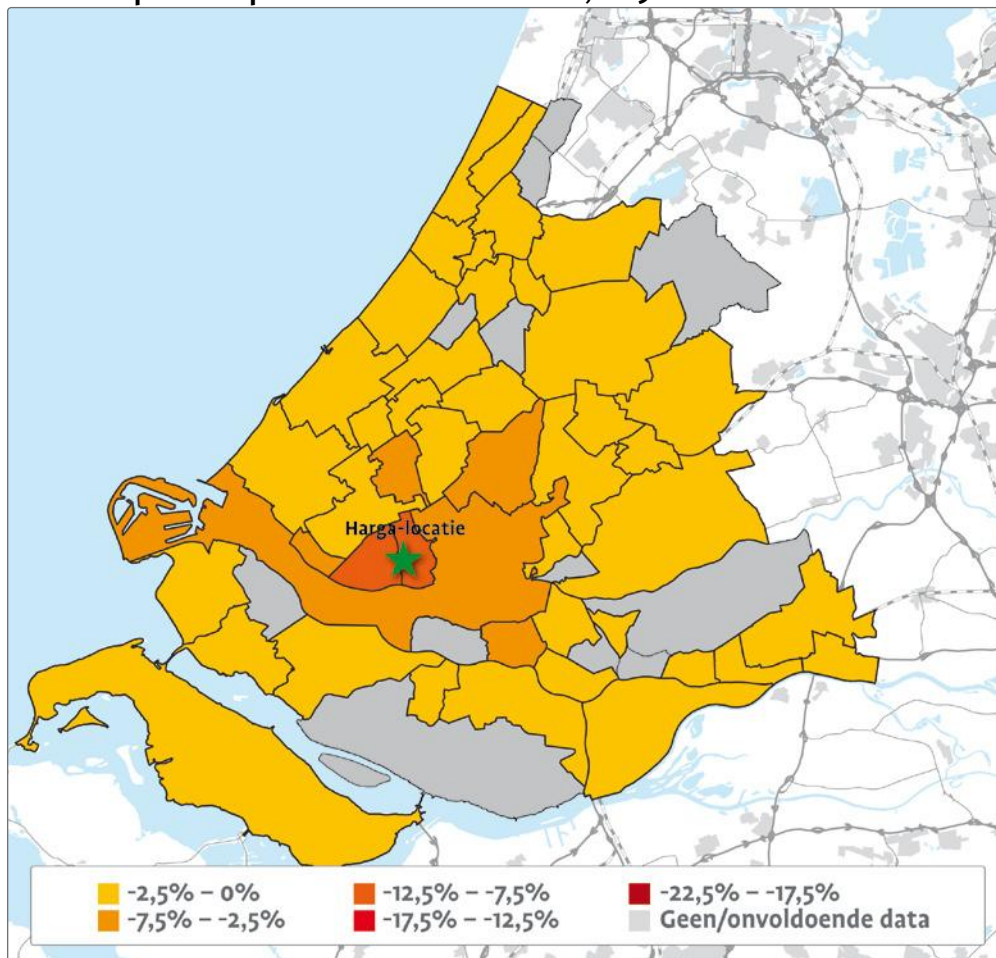 Harga-locatie
-2,5% – 0%
-12,5% – -7,5%
-22,5% – -17,5%
-7,5% – -2,5%
-17,5% – -12,5%
Geen/onvoldoende data